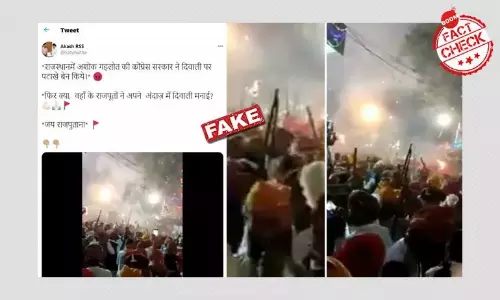 Tweet
Akash RSS
"राजस्थानमें अशोक गहलोत की काँग्रेस सरकार ने दिवाली पर
पटाखे बेन किये।"
"फिर क्या, वहाँ के राजपूतों ने अपने अंदाज़ में दिवाली मनाई?
"जय राजपूताना"
FAKE
BOOM
FACT
CHECK